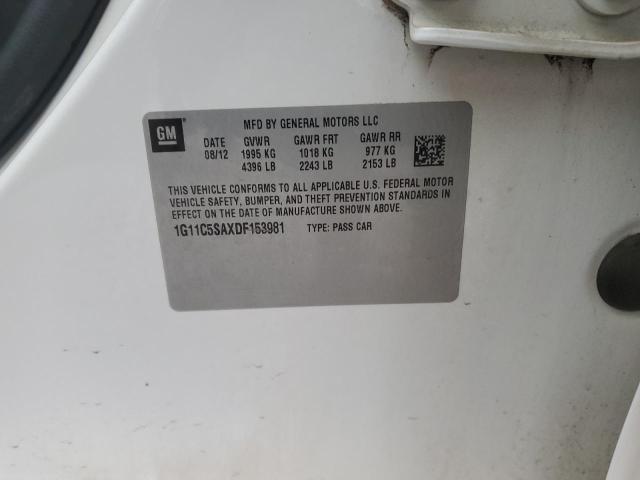 MFD BY GENERAL MOTORS LLC
GM DATE GVWR GAWR FRT GAWR RR
08/12 1995 KG 1018 KG 977 KG
4396 LB 2243 LB 2153 LB
THIS VEHICLE CONFORMS TO ALL APPLICABLE U.S. FEDERAL MOTOR
VEHICLE SAFETY, BUMPER, AND THEFT PREVENTION STANDARDS IN
EFFECT ON THE DATE OF MANUFACTURE SHOWN ABOVE.
1G11C5SAXDF153981 TYPE: PASS CAR